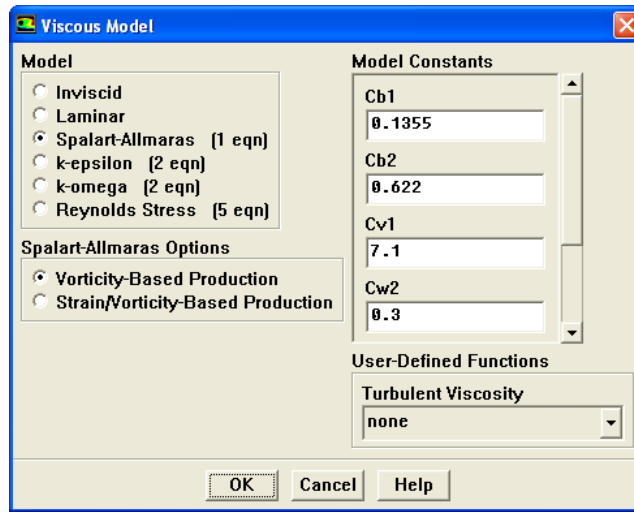 Viscous Model
Model
Inviscid
Laminar
Spalart-Allmaras (1 eqn)
k-epsilon (2 eqn)
k-omega (2 eqn)
Reynolds Stress (5 eqn)
Spalart-Allmaras Options
Vorticity-Based Production
Strain/Vorticity-Based Production
Model Constants
Cb1
0.1355
Cb2
0.622
Cv1
7.1
Cw2
0.3
User-Defined Functions
Turbulent Viscosity
none
OK Cancel Help